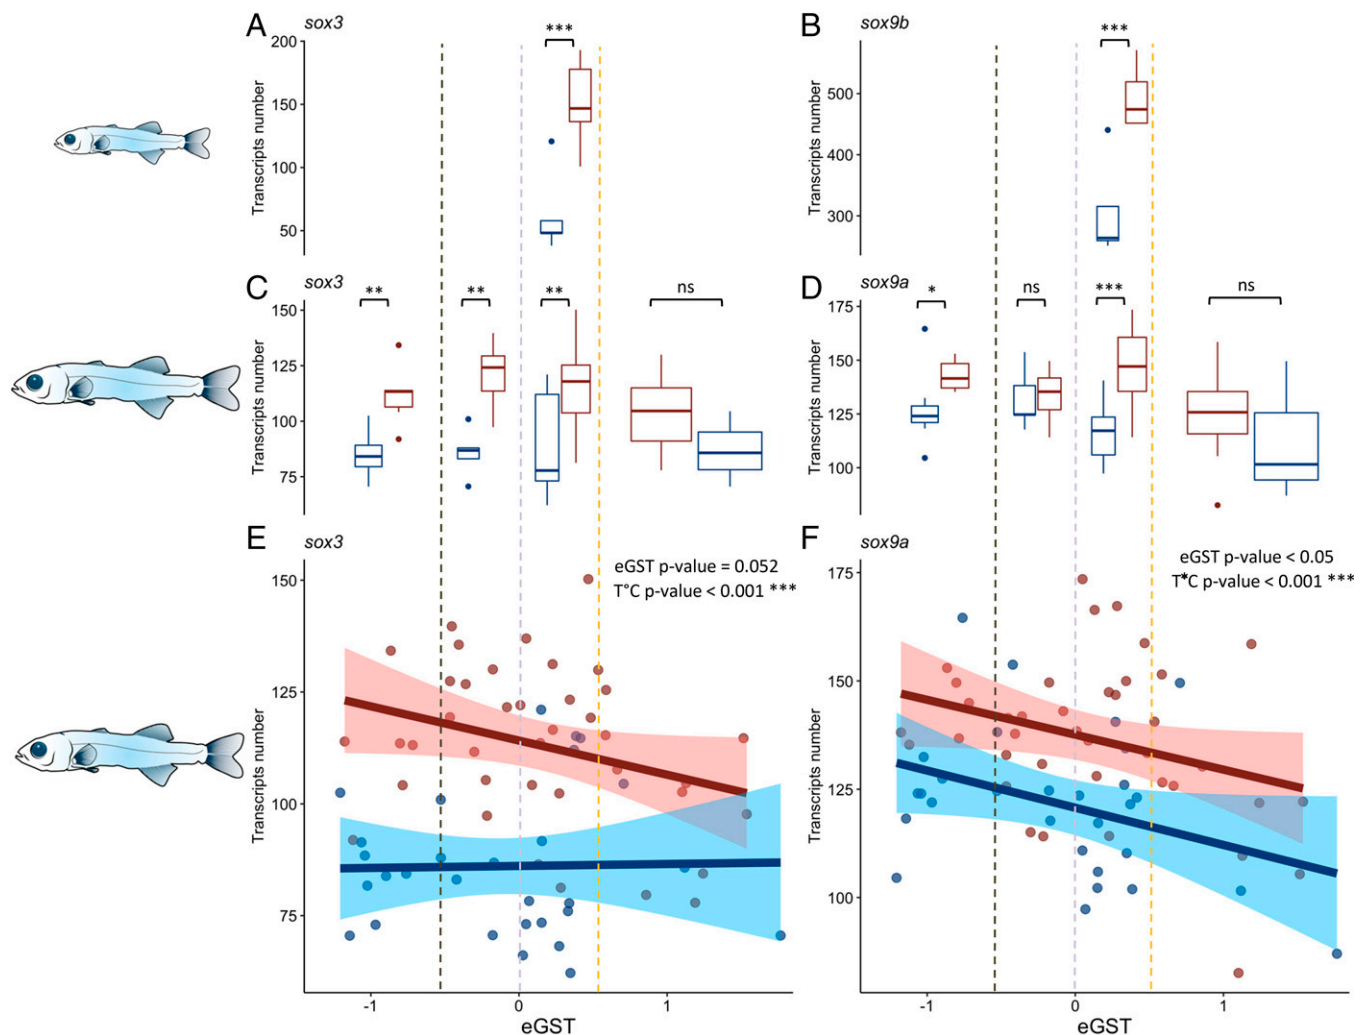 A sox3
200
150
100
50
Transcripts number
***
B sox9b
500
400
300
Transcripts number
***
C sox3
150
125
100
75
Transcripts number
** ** ** ns
D sox9a
175
150
125
100
Transcripts number
* ns *** ns
E sox3
eGST p-value = 0.052
T°C p-value < 0.001 ***
150
125
100
75
Transcripts number
-1 0 1
eGST
F sox9a
eGST p-value < 0.05
T*C p-value < 0.001 ***
175
150
125
100
Transcripts number
-1 0 1
eGST